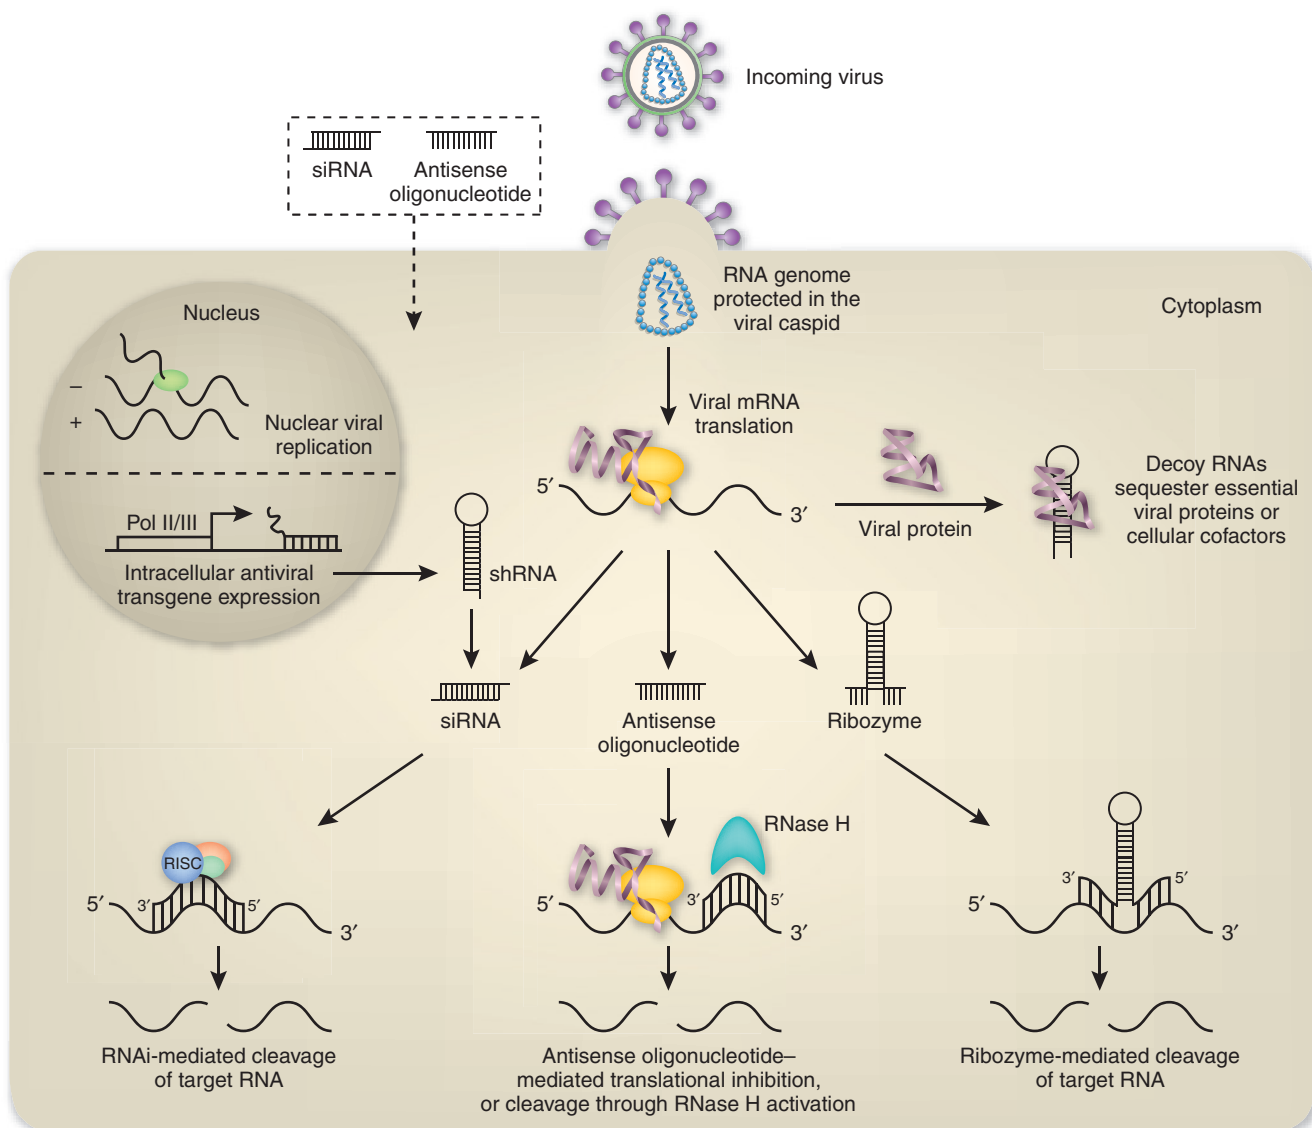 Incoming virus
siRNA
Antisense
oligonucleotide
RNA genome
protected in the
viral caspid
Cytoplasm
Nucleus
–
+
Nuclear viral
replication
Viral mRNA
translation
5′
3′
Viral protein
Decoy RNAs
sequester essential
viral proteins or
cellular cofactors
Pol II/III
Intracellular antiviral
transgene expression
shRNA
siRNA
Antisense
oligonucleotide
Ribozyme
RISC
5′
3′
5′
3′
RNAi-mediated cleavage
of target RNA
RNase H
5′
3′
5′
3′
Antisense oligonucleotide–
mediated translational inhibition,
or cleavage through RNase H activation
5′
3′
5′
3′
Ribozyme-mediated cleavage
of target RNA